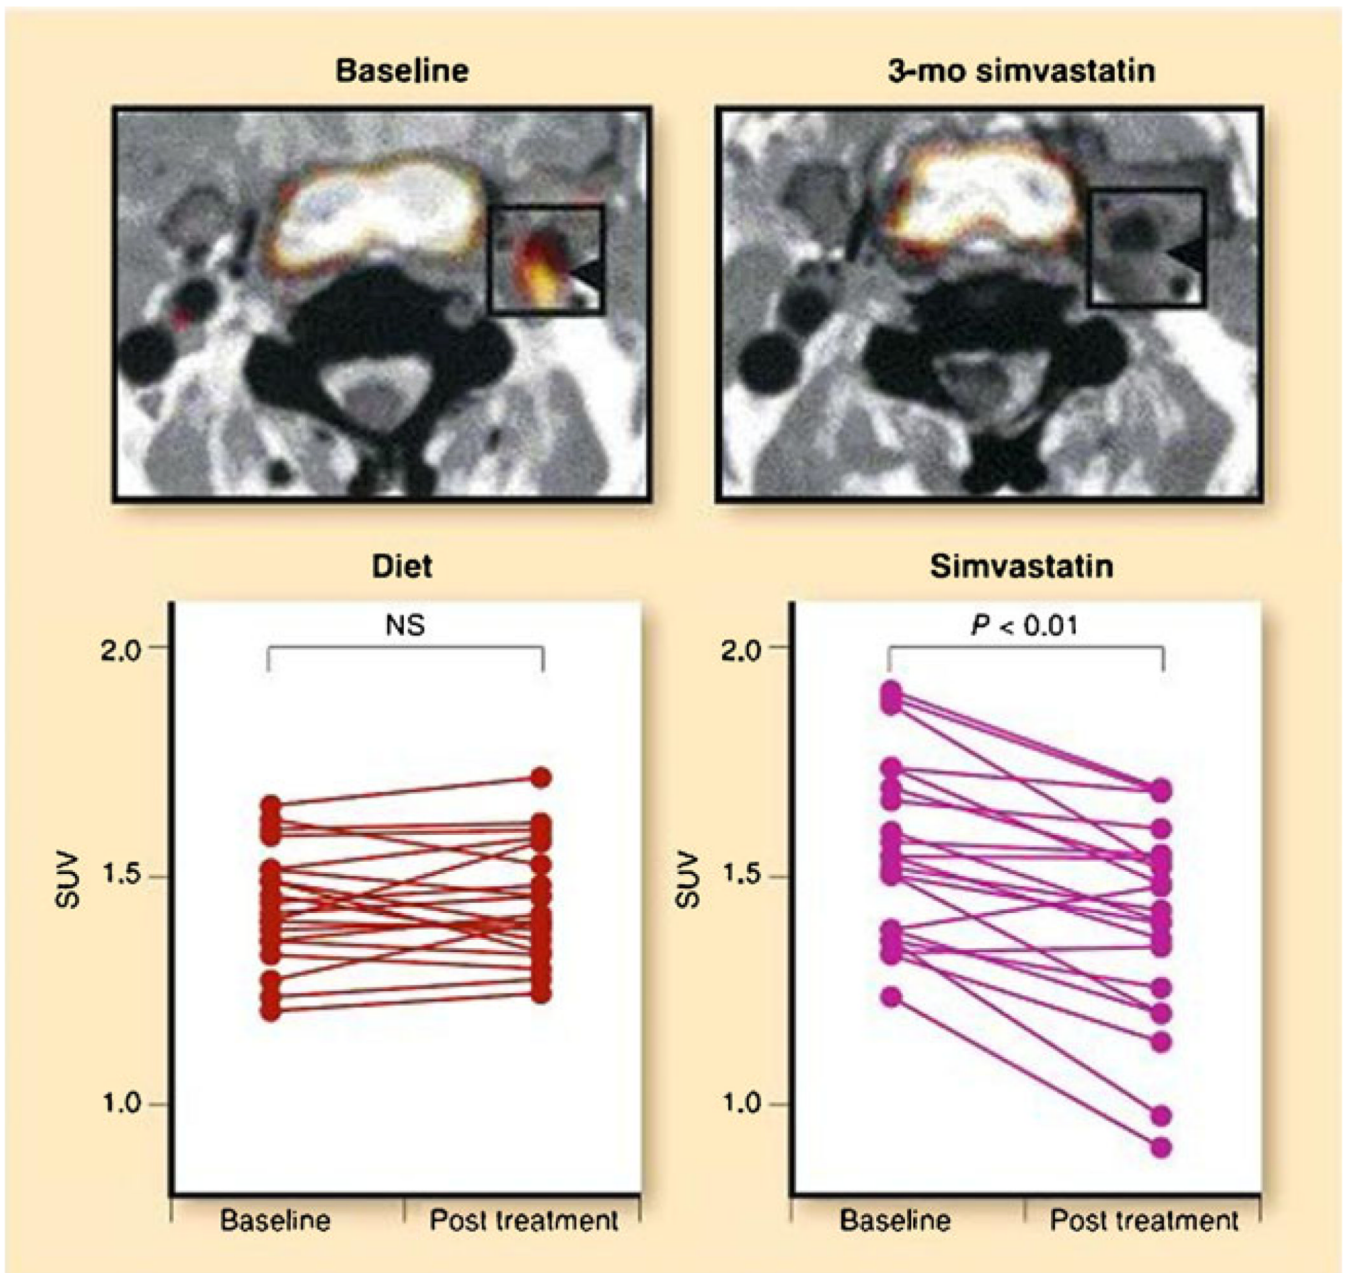 Baseline
3-mo simvastatin
Diet
Simvastatin
NS
P < 0.01
2.0
1.5
1.0
SUV
2.0
1.5
1.0
SUV
Baseline
Post treatment
Baseline
Post treatment